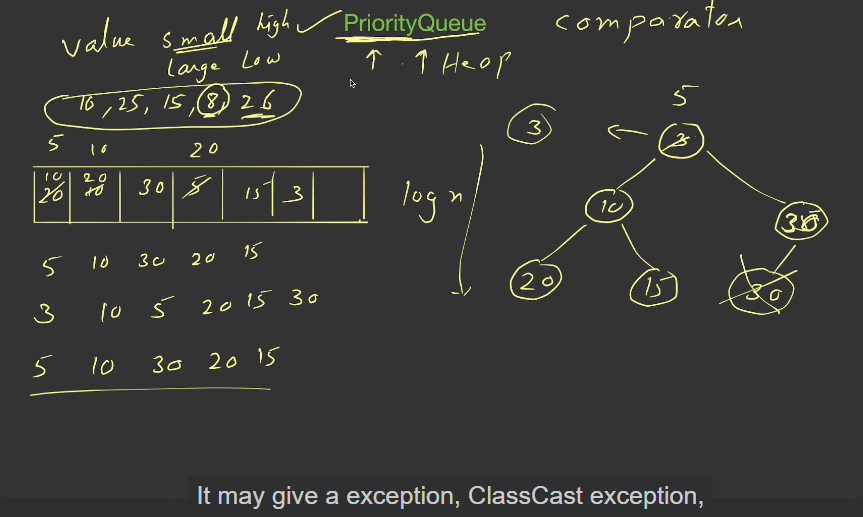 value small high PriorityQueue comparator
large Low ↑ ↑ Heap
10, 25, 15, 8, 26
5 10 20
10 20
20 10 30 5 15 3
5 10 30 20 15
3 10 5 20 15 30
5 10 30 20 15
log n
3 5
10 30
20 15 30
It may give a exception, ClassCast exception,